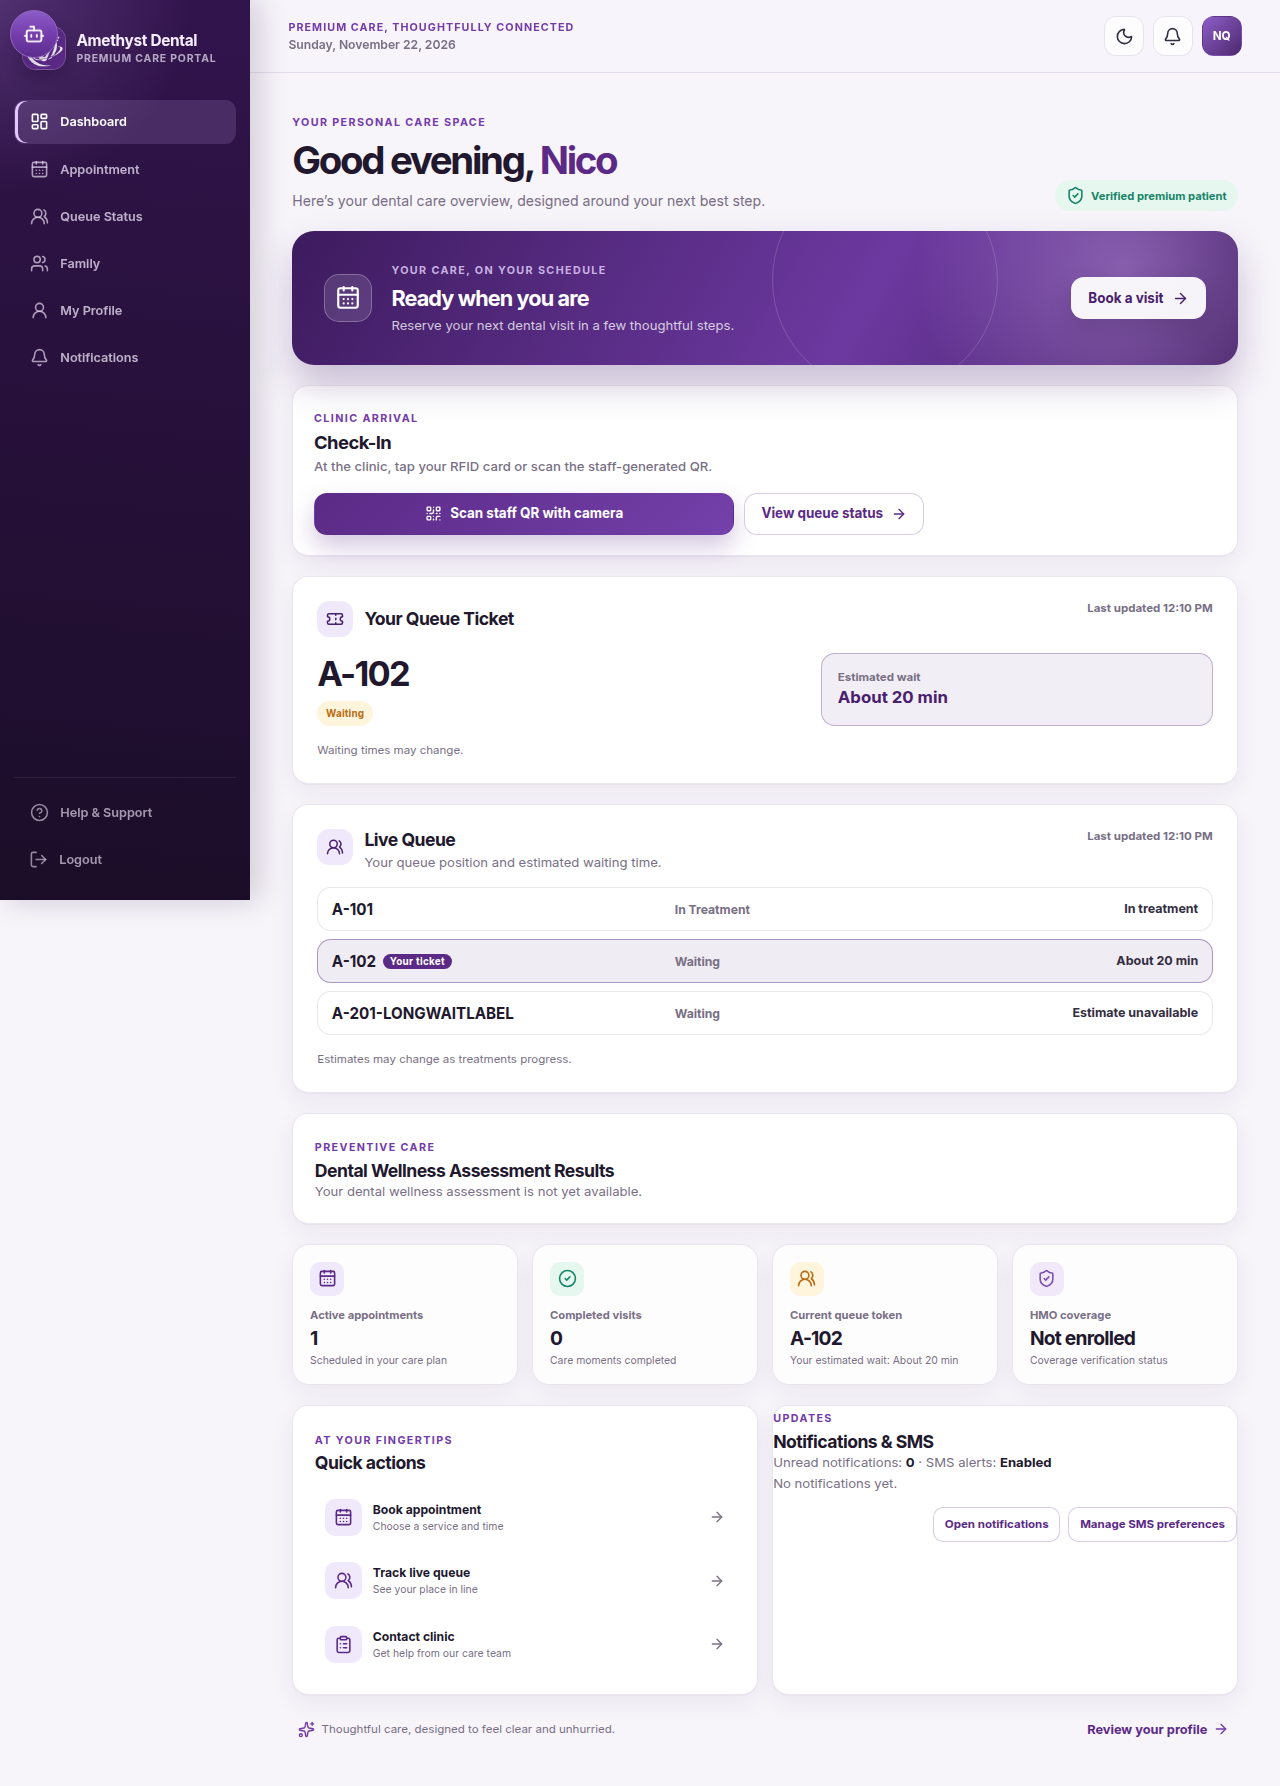 Amethyst Dental
PREMIUM CARE PORTAL
Dashboard
Appointment
Queue Status
Family
My Profile
Notifications
Help & Support
Logout
PREMIUM CARE, THOUGHTFULLY CONNECTED
Sunday, November 22, 2026
NQ
YOUR PERSONAL CARE SPACE
Good evening, Nico
Here's your dental care overview, designed around your next best step.
Verified premium patient
YOUR CARE, ON YOUR SCHEDULE
Ready when you are
Reserve your next dental visit in a few thoughtful steps.
Book a visit
CLINIC ARRIVAL
Check-In
At the clinic, tap your RFID card or scan the staff-generated QR.
Scan staff QR with camera
View queue status
Your Queue Ticket
Last updated 12:10 PM
A-102
Waiting
Estimated wait
About 20 min
Waiting times may change.
Live Queue
Your queue position and estimated waiting time.
Last updated 12:10 PM
A-101 In Treatment In treatment
A-102 Your ticket Waiting About 20 min
A-201-LONGWAITLABEL Waiting Estimate unavailable
Estimates may change as treatments progress.
PREVENTIVE CARE
Dental Wellness Assessment Results
Your dental wellness assessment is not yet available.
Active appointments
1
Scheduled in your care plan
Completed visits
0
Care moments completed
Current queue token
A-102
Your estimated wait: About 20 min
HMO coverage
Not enrolled
Coverage verification status
AT YOUR FINGERTIPS
Quick actions
Book appointment
Choose a service and time
Track live queue
See your place in line
Contact clinic
Get help from our care team
UPDATES
Notifications & SMS
Unread notifications: 0 · SMS alerts: Enabled
No notifications yet.
Open notifications
Manage SMS preferences
Thoughtful care, designed to feel clear and unhurried.
Review your profile